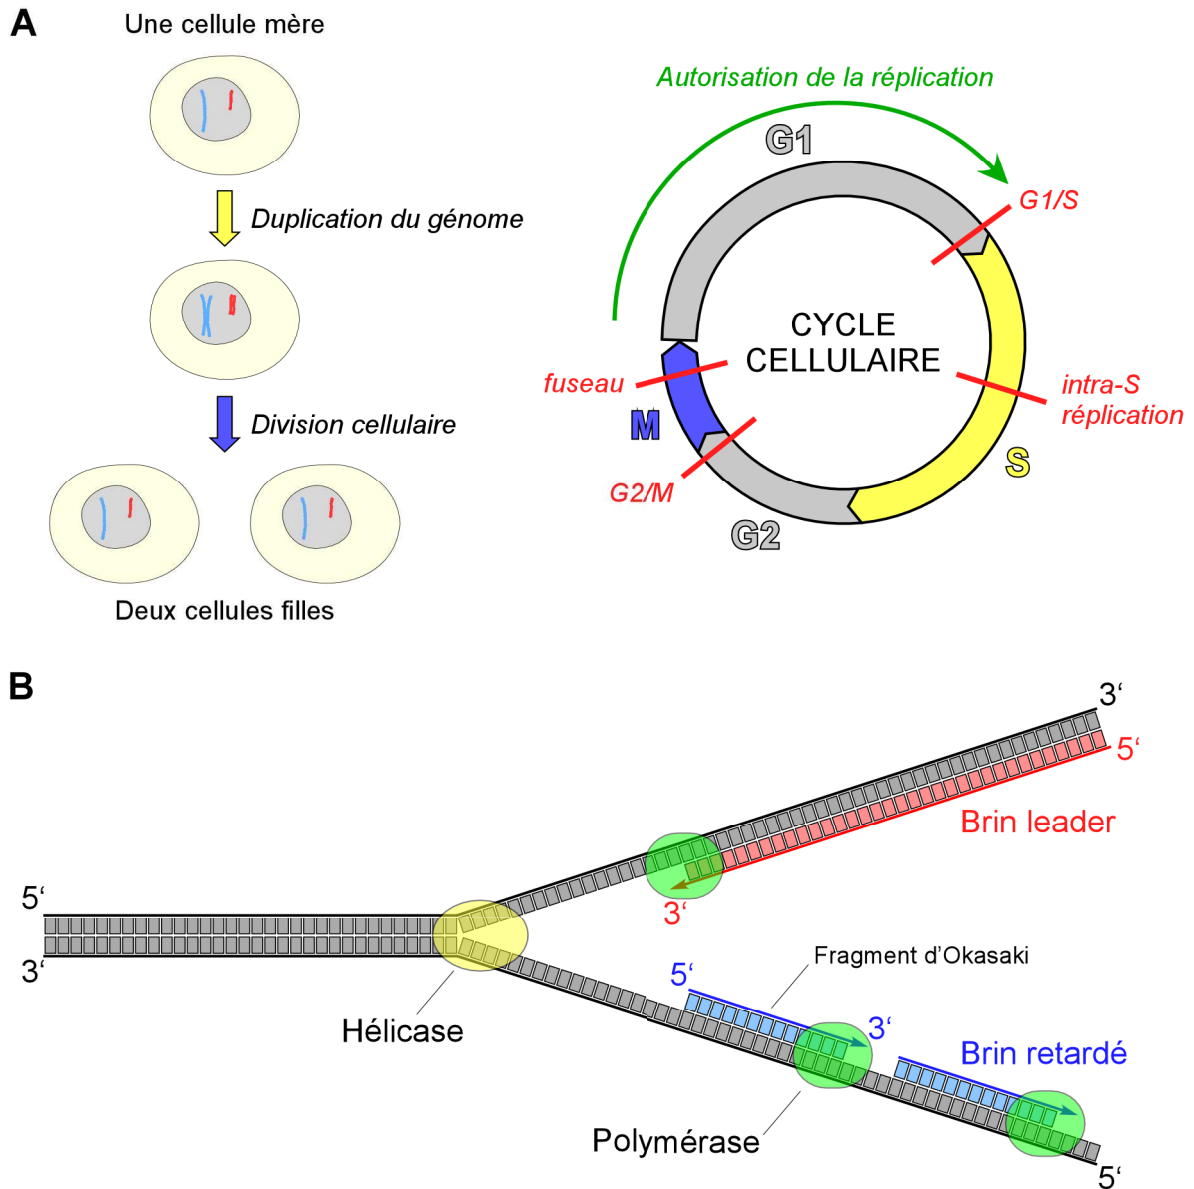 A
Une cellule mère
Duplication du génome
Division cellulaire
Deux cellules filles
Autorisation de la réplication
G1
G1/S
CYCLE
CELLULAIRE
fuseau
intra-S
réplication
M
S
G2/M
G2
B
3‘
5‘
Brin leader
3‘
5‘
3‘
Hélicase
Fragment d’Okasaki
5‘
3‘
Brin retardé
Polymérase
5‘